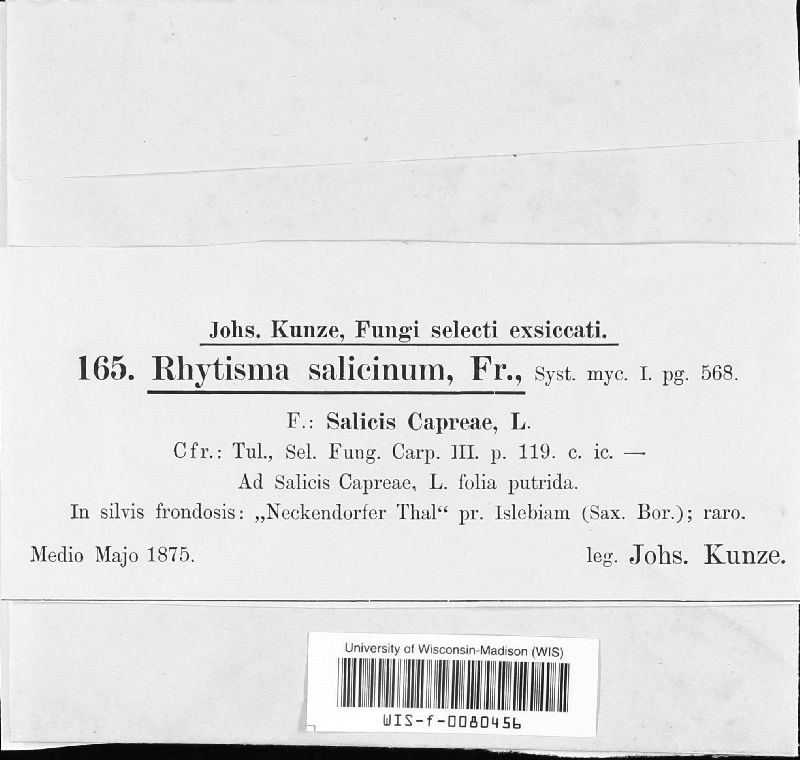 Johs. Kunze, Fungi selecti exsiccati.
165. Rhytisma salicinum, Fr., Syst. myc. I. pg. 568.
F.: Salicis Capreae, L.
Cfr.: Tul., Sel. Fung. Carp. III. p. 119. c. ic. —
Ad Salicis Capreae, L. folia putrida.
In silvis frondosis: „Neckendorfer Thal“ pr. Islebiam (Sax. Bor.); raro.
Medio Majo 1875. leg. Johs. Kunze.
University of Wisconsin-Madison (WIS)
WIS-f-0080456